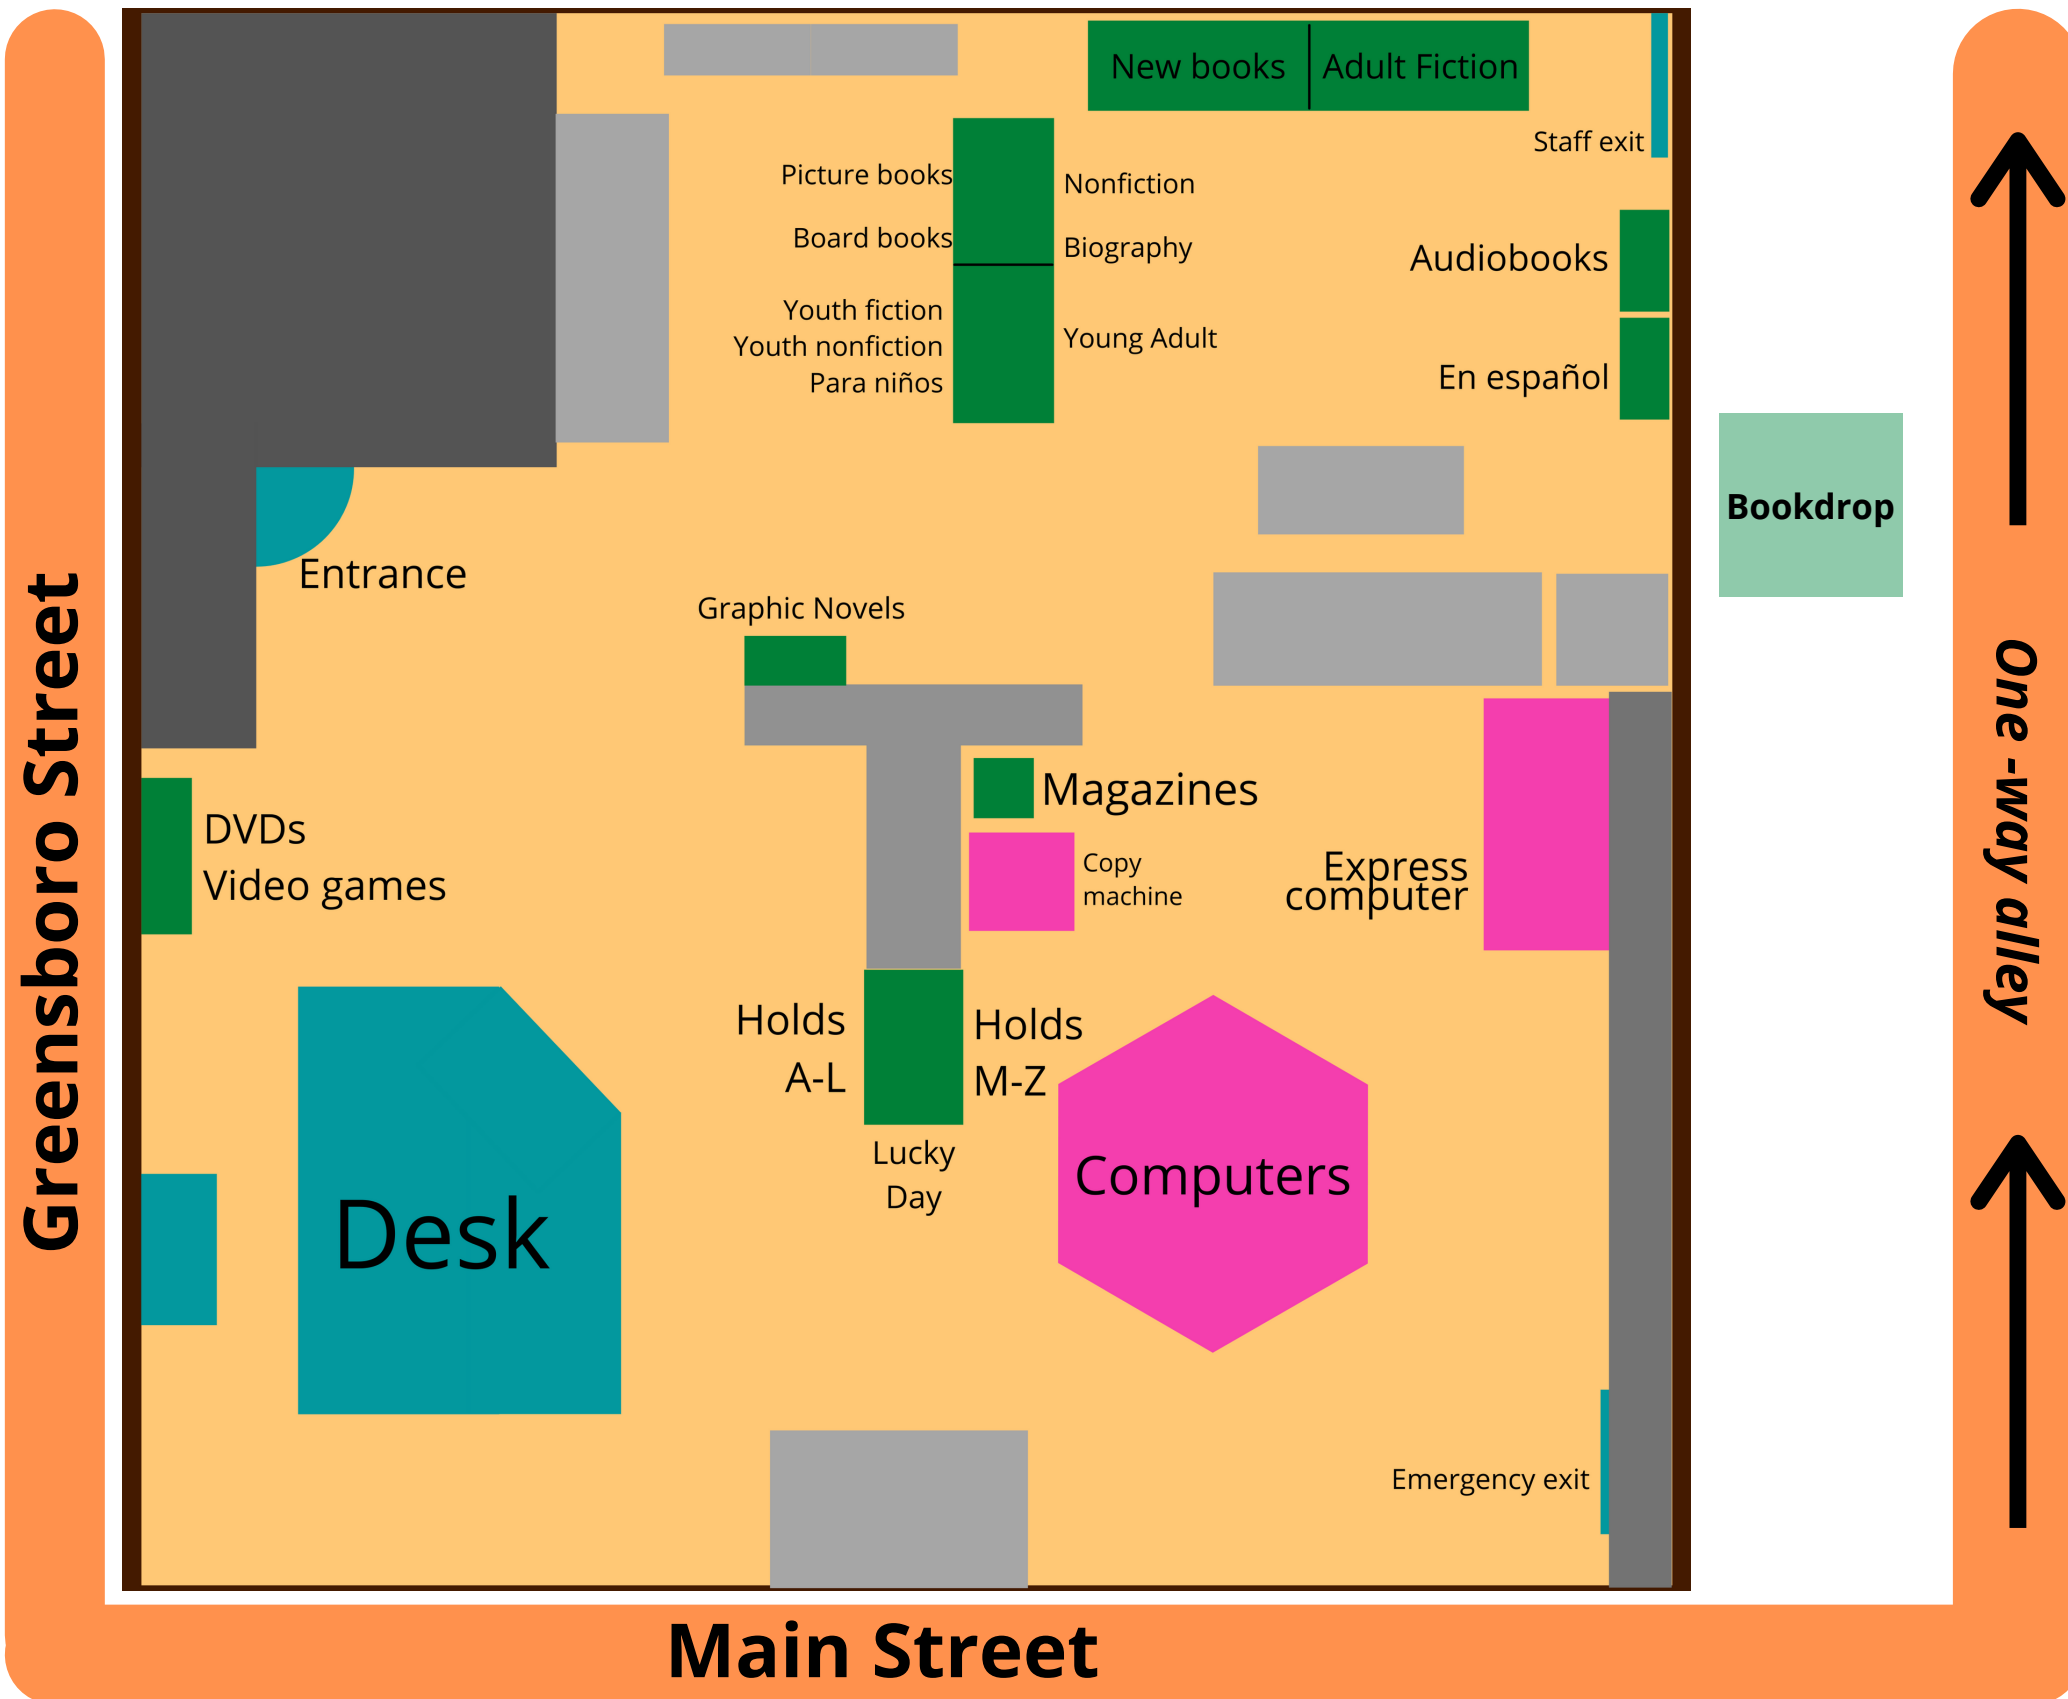 New books
Adult Fiction
Staff exit
Picture books
Nonfiction
Board books
Biography
Audiobooks
Youth fiction
Youth nonfiction
Para niños
Young Adult
En español
Bookdrop
Entrance
Graphic Novels
Greensboro Street
One -way alley
Magazines
DVDs
Video games
Copy
machine
Express
computer
Holds
A-L
Holds
M-Z
Lucky
Day
Computers
Desk
Emergency exit
Main Street